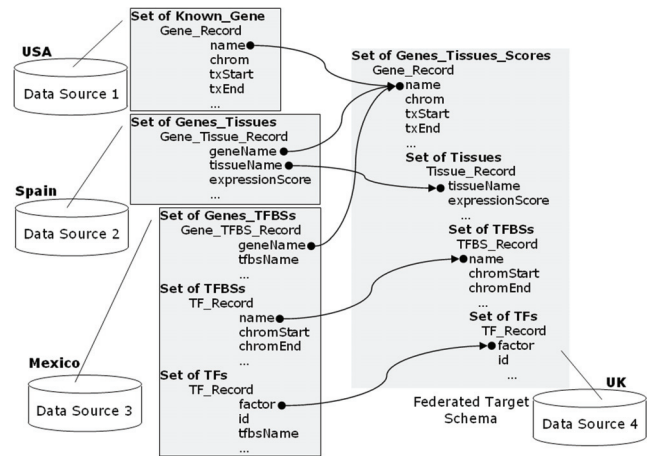 USA
Data Source 1
Spain
Data Source 2
Mexico
Data Source 3
Set of Known_Gene
Gene_Record
name
chrom
txStart
txEnd
...
Set of Genes_Tissues
Gene_Tissue_Record
geneName
tissueName
expressionScore
...
Set of Genes_TFBSs
Gene_TFBS_Record
geneName
tfbsName
...
Set of TFBSs
TF_Record
name
chromStart
chromEnd
...
Set of TFs
TF_Record
factor
id
tfbsName
...
Set of Genes_Tissues_Scores
Gene_Record
name
chrom
txStart
txEnd
...
Set of Tissues
Tissue_Record
tissueName
expressionScore
...
Set of TFBSs
TFBS_Record
name
chromStart
chromEnd
...
Set of TFs
TF_Record
factor
id
...
Federated Target
Schema
UK
Data Source 4